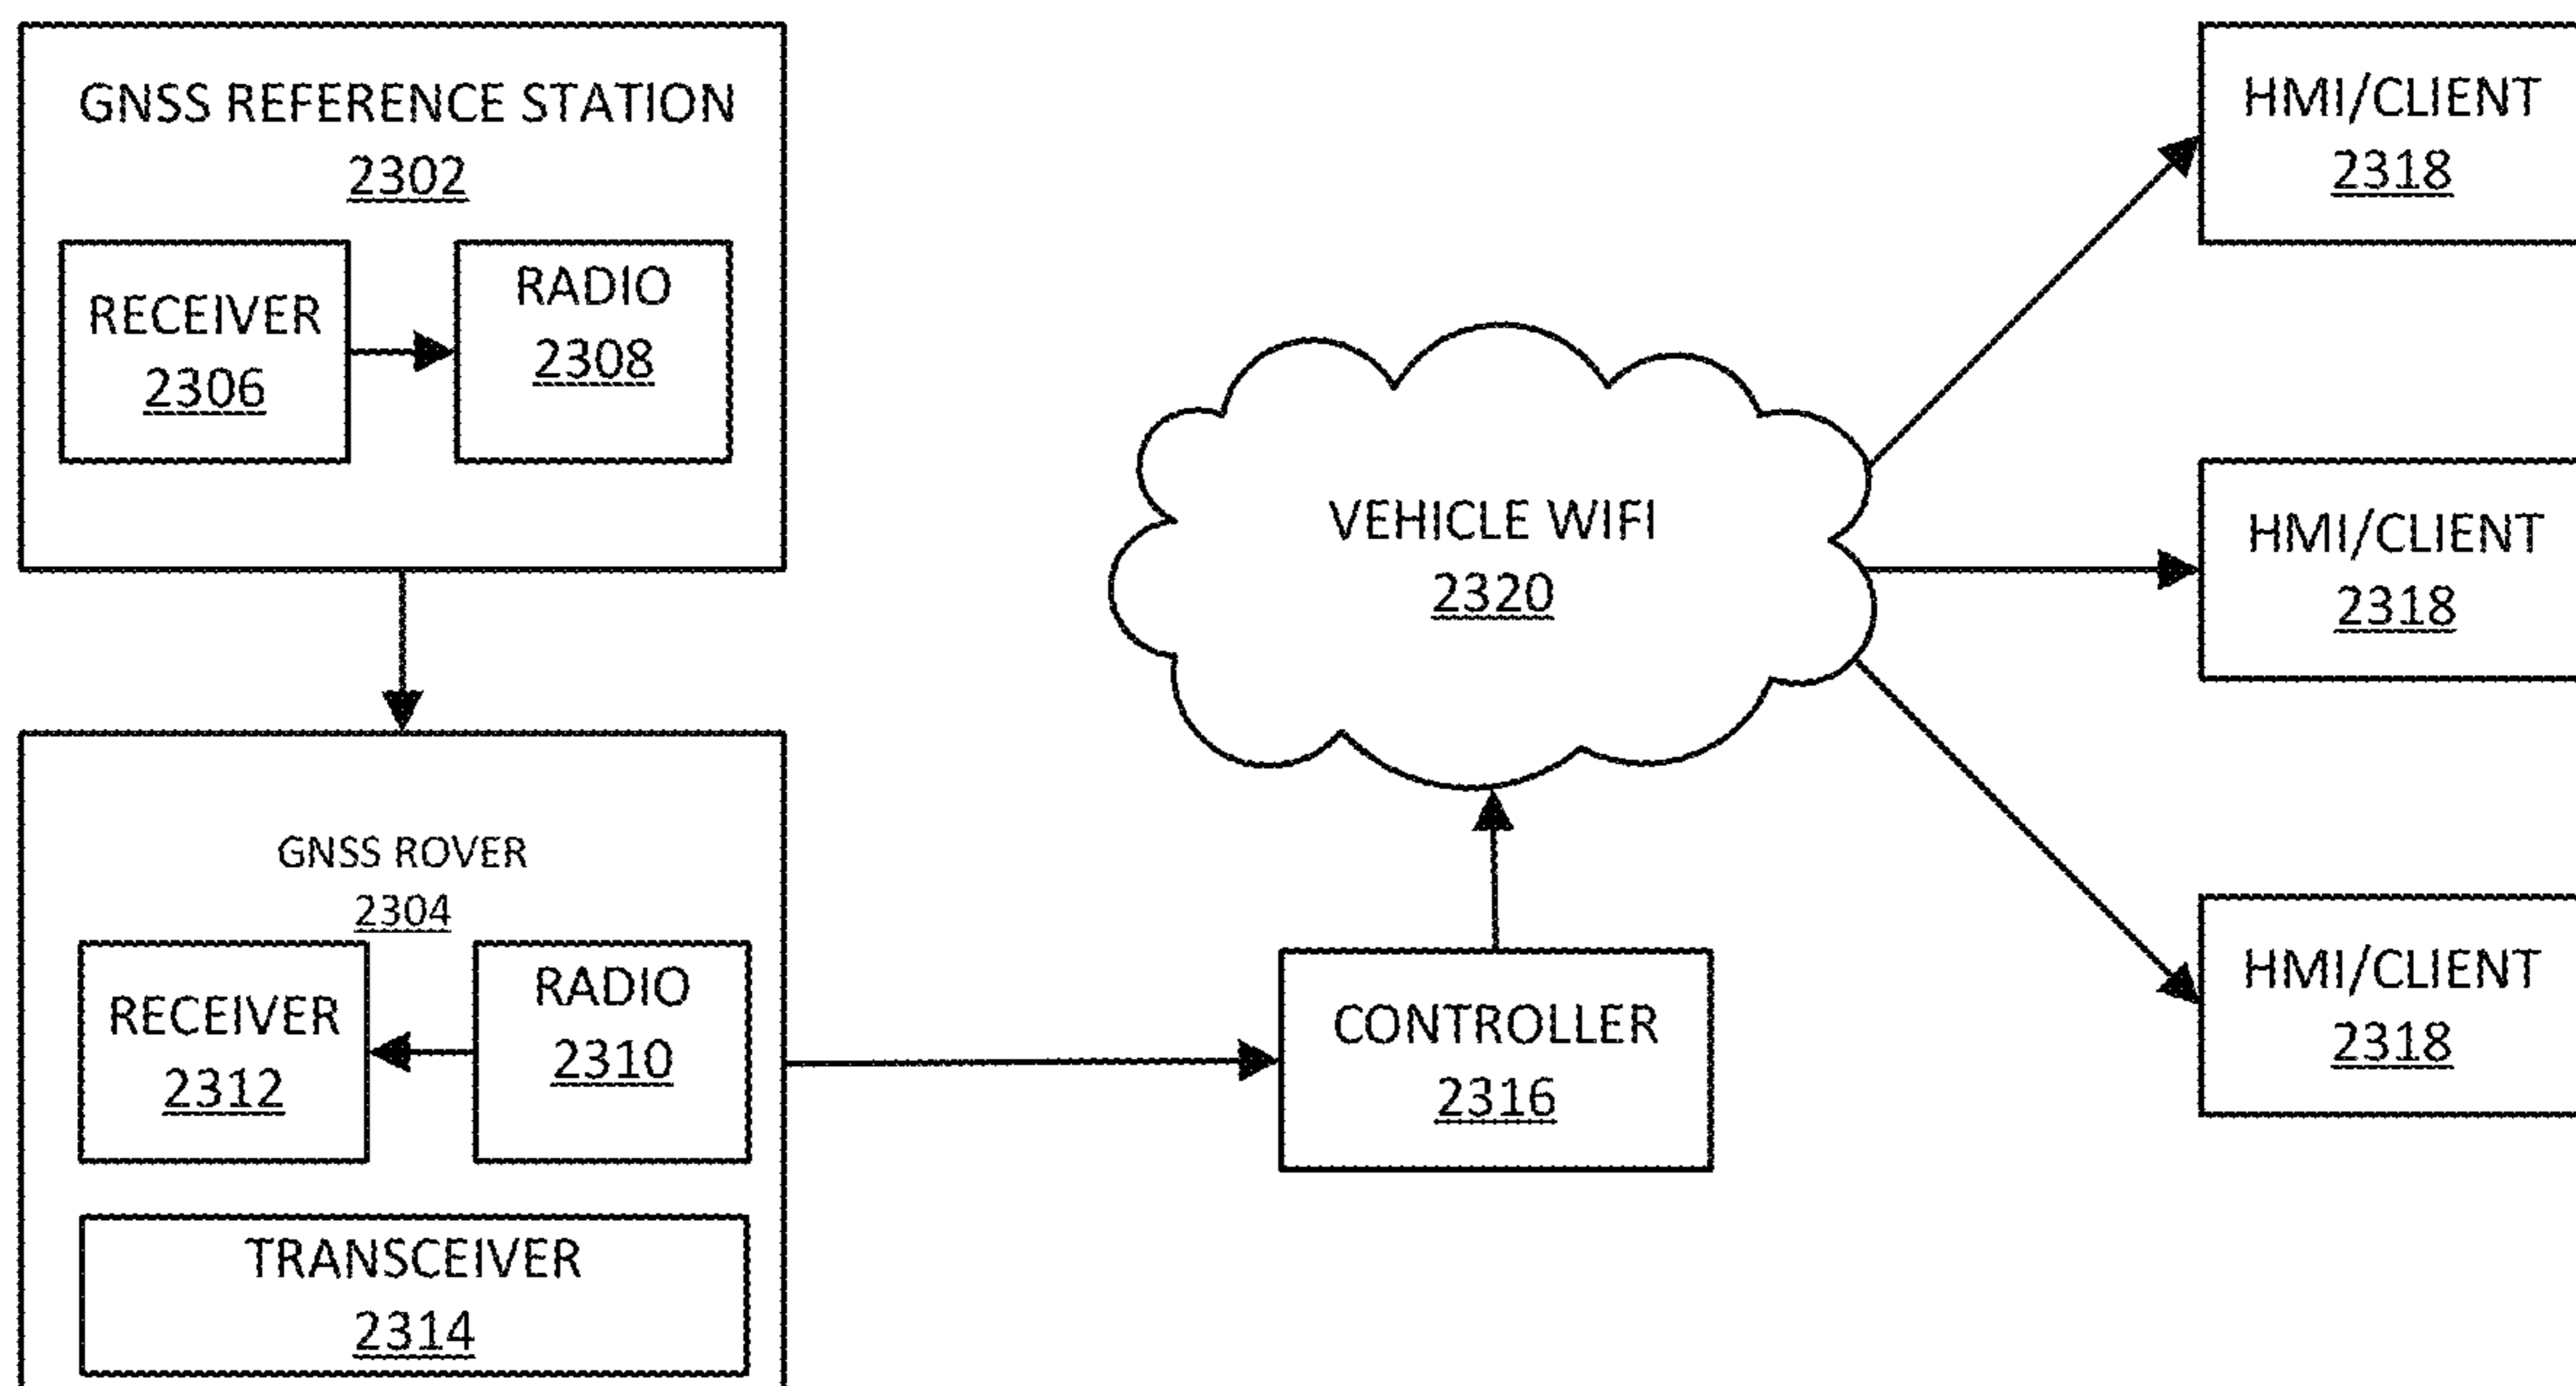 GNSS REFERENCE STATION
2302
RECEIVER
2306
RADIO
2308
GNSS ROVER
2304
RECEIVER
2312
RADIO
2310
TRANSCEIVER
2314
VEHICLE WIFI
2320
CONTROLLER
2316
HMI/CLIENT
2318
HMI/CLIENT
2318
HMI/CLIENT
2318